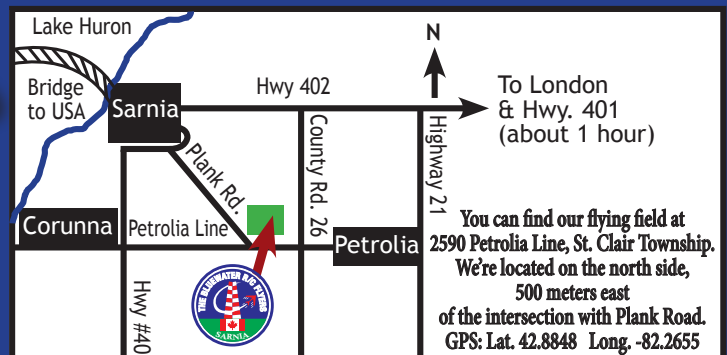 Lake Huron
N
Bridge
to USA
Sarnia
Hwy 402
To London
& Hwy. 401
(about 1 hour)
Plank Rd.
County Rd. 26
Highway 21
Corunna
Petrolia Line
Petrolia
Hwy #40
THE BLUEWATER R/C FLYERS
SARNIA
You can find our flying field at
2590 Petrolia Line, St. Clair Township.
We're located on the north side,
500 meters east
of the intersection with Plank Road.
GPS: Lat. 42.8848 Long. -82.2655